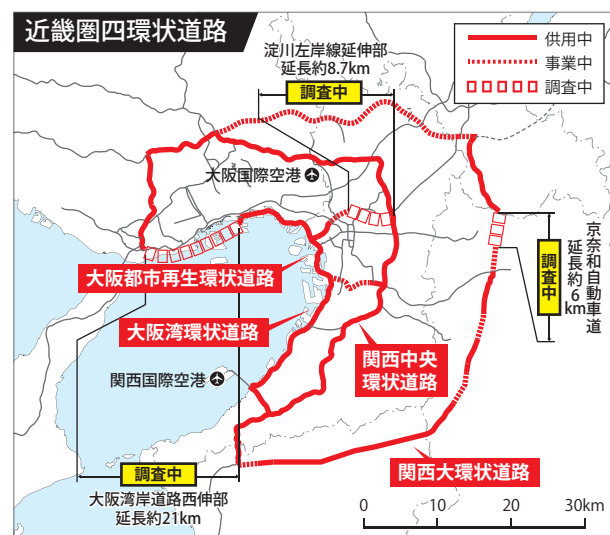 近畿圏四環状道路
供用中
事業中
調査中
淀川左岸線延伸部
延長約8.7km
調査中
大阪国際空港
大阪都市再生環状道路
大阪湾環状道路
関西中央
環状道路
関西国際空港
京奈和自動車道
延長約6km
調査中
関西大環状道路
調査中
大阪湾岸道路西伸部
延長約21km
0 10 20 30km